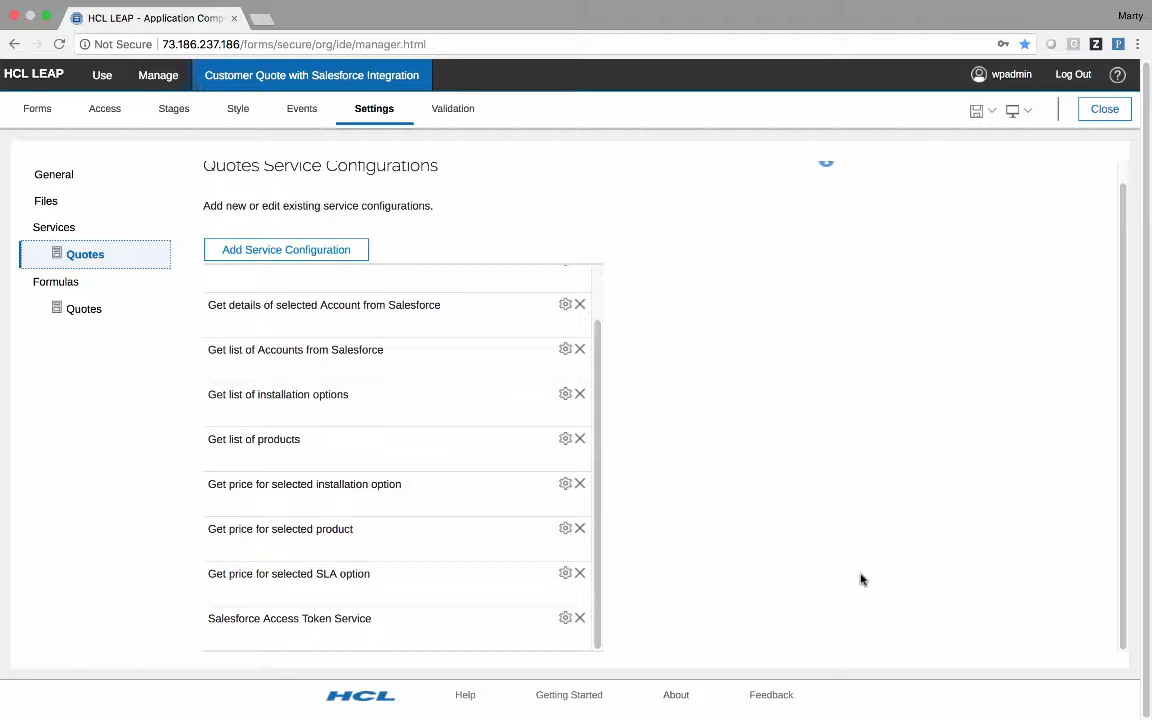 HCL LEAP - Application Comp
Marty
Not Secure
73.186.237.186/forms/secure/org/ide/manager.html
HCL LEAP
Use
Manage
Customer Quote with Salesforce Integration
wpadmin
Log Out
Forms
Access
Stages
Style
Events
Settings
Validation
Close
General
Files
Services
Quotes
Formulas
Quotes
Quotes Service Configurations
Add new or edit existing service configurations.
Add Service Configuration
Get details of selected Account from Salesforce
Get list of Accounts from Salesforce
Get list of installation options
Get list of products
Get price for selected installation option
Get price for selected product
Get price for selected SLA option
Salesforce Access Token Service
HCL
Help
Getting Started
About
Feedback